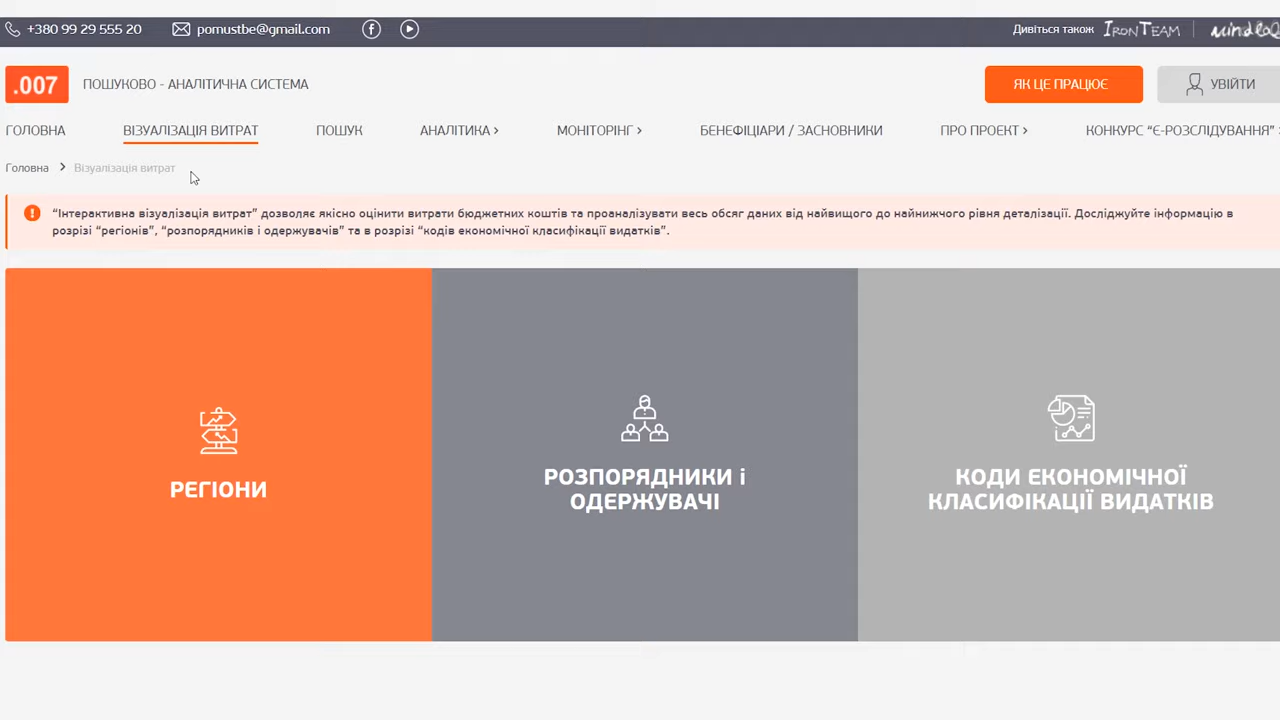 +380 99 29 555 20 pomustbe@gmail.com Дивіться також IRONTEAM
.007 ПОШУКОВО - АНАЛІТИЧНА СИСТЕМА ЯК ЦЕ ПРАЦЮЄ УВІЙТИ
ГОЛОВНА ВІЗУАЛІЗАЦІЯ ВИТРАТ ПОШУК АНАЛІТИКА МОНІТОРІНГ БЕНЕФІЦІАРИ / ЗАСНОВНИКИ ПРО ПРОЕКТ КОНКУРС “Є-РОЗСЛІДУВАННЯ”
Головна Візуалізація витрат
“Інтерактивна візуалізація витрат” дозволяє якісно оцінити витрати бюджетних коштів та проаналізувати весь обсяг даних від найвищого до найнижчого рівня деталізації. Досліджуйте інформацію в
розрізі “регіонів”, “розпорядників і одержувачів” та в розрізі “кодів економічної класифікації видатків”.
РЕГІОНИ
РОЗПОРЯДНИКИ і
ОДЕРЖУВАЧІ
КОДИ ЕКОНОМІЧНОЇ
КЛАСИФІКАЦІЇ ВИДАТКІВ